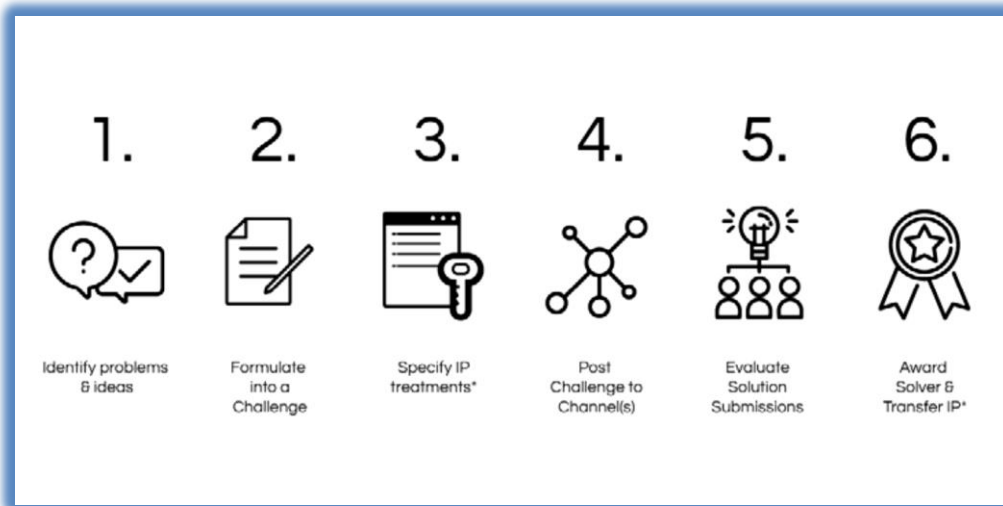 1.
Identify problems
& ideas
2.
Formulate
into a
Challenge
3.
Specify IP
treatments*
4.
Post
Challenge to
Channel(s)
5.
Evaluate
Solution
Submissions
6.
Award
Solver &
Transfer IP*